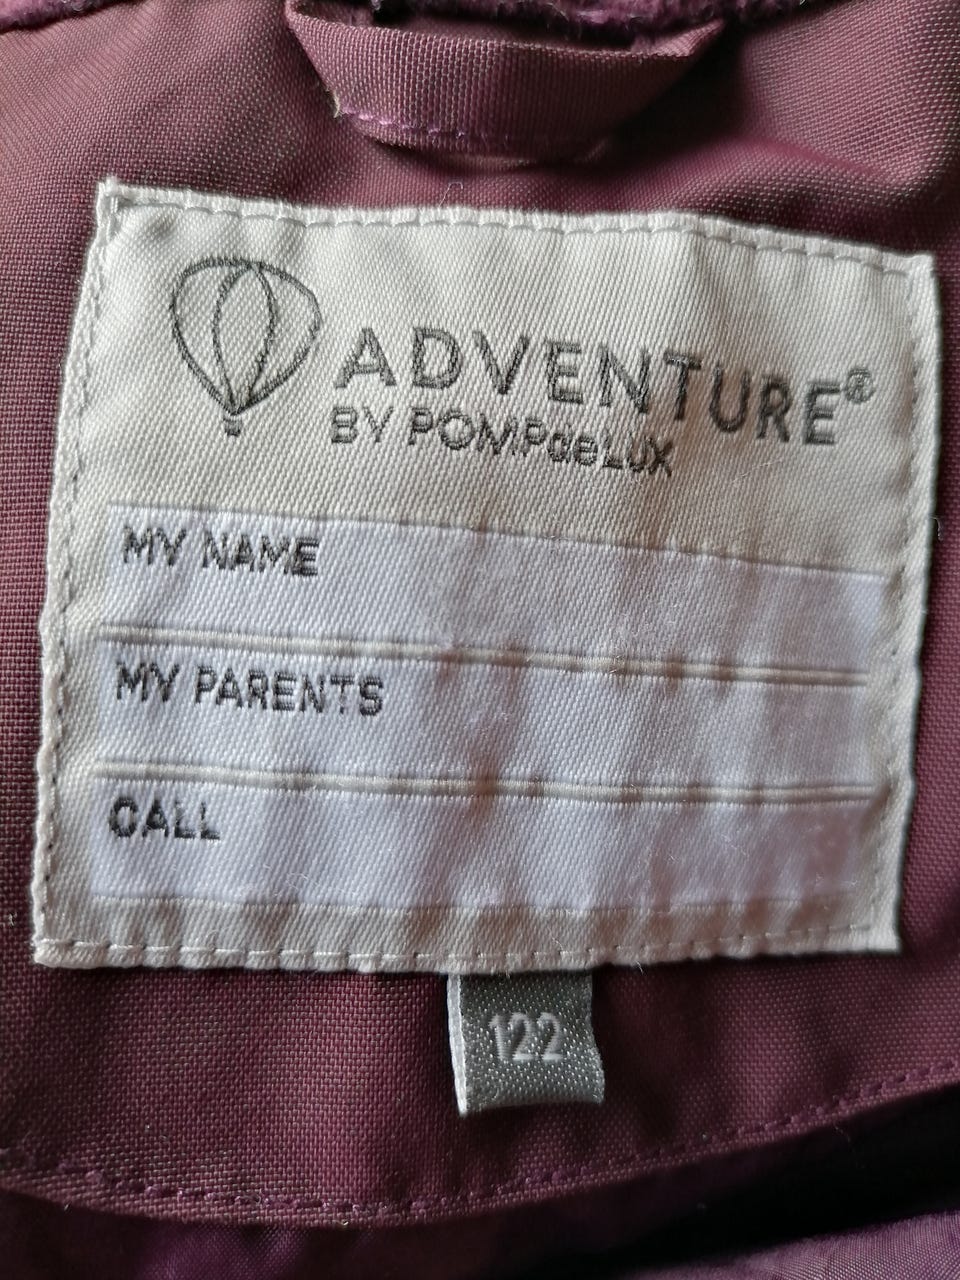 ADVENTURE®
BY POMPdeLUX
MY NAME
MY PARENTS
CALL
122